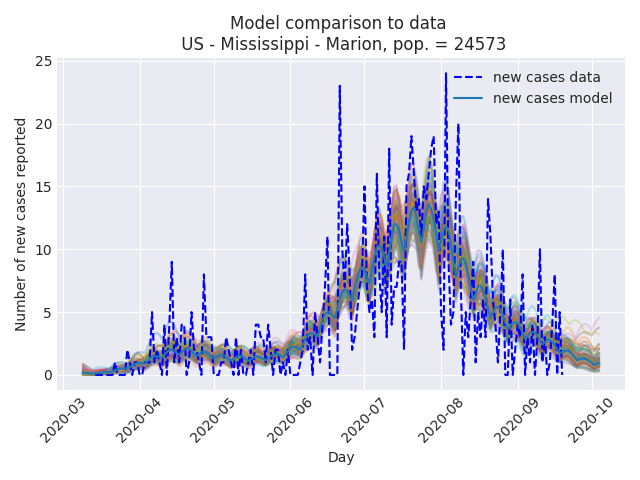 Model comparison to data
US - Mississippi - Marion, pop. = 24573
25
20
15
10
5
0
Number of new cases reported
new cases data
new cases model
2020-03
2020-04
2020-05
2020-06
2020-07
2020-08
2020-09
2020-10
Day